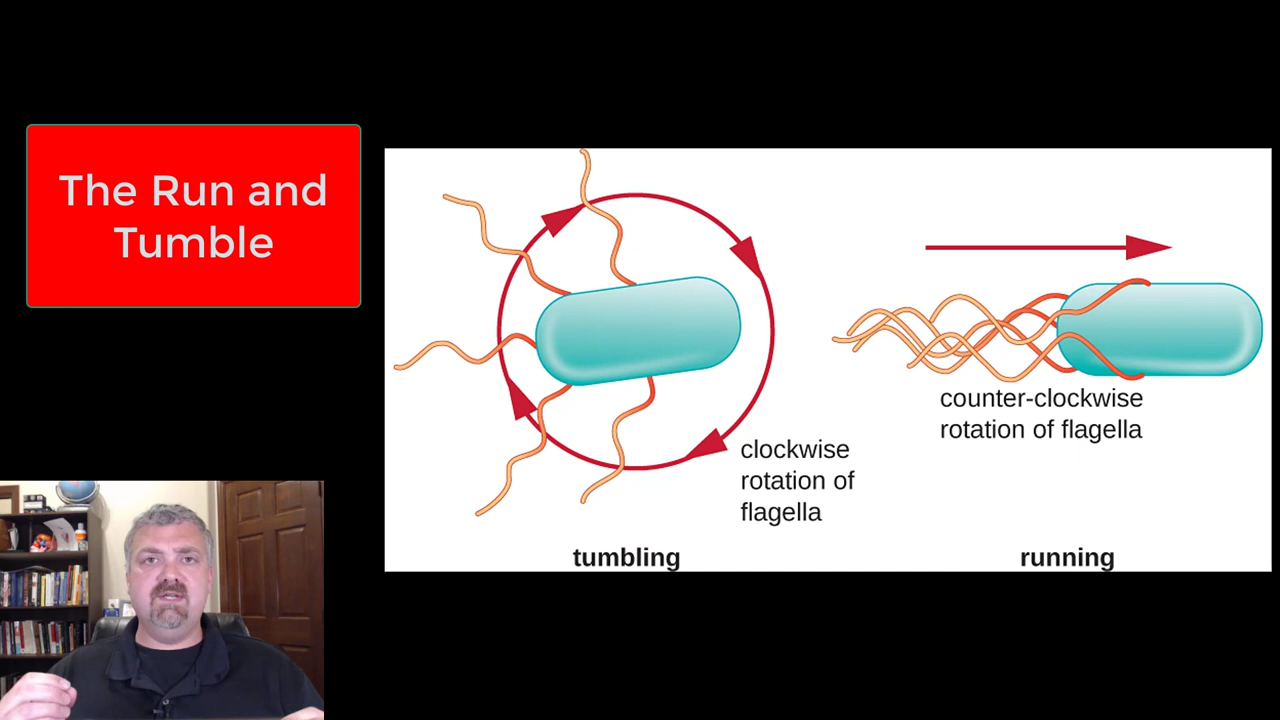 The Run and
Tumble
clockwise
rotation of
flagella
tumbling
counter-clockwise
rotation of flagella
running